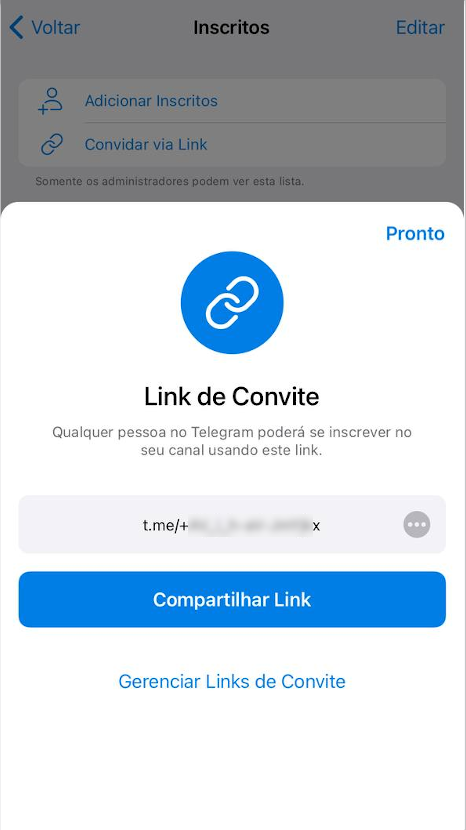 Voltar Inscritos Editar
Adicionar Inscritos
Convidar via Link
Somente os administradores podem ver esta lista.
Pronto
Link de Convite
Qualquer pessoa no Telegram poderá se inscrever no
seu canal usando este link.
t.me/+ x
Compartilhar Link
Gerenciar Links de Convite